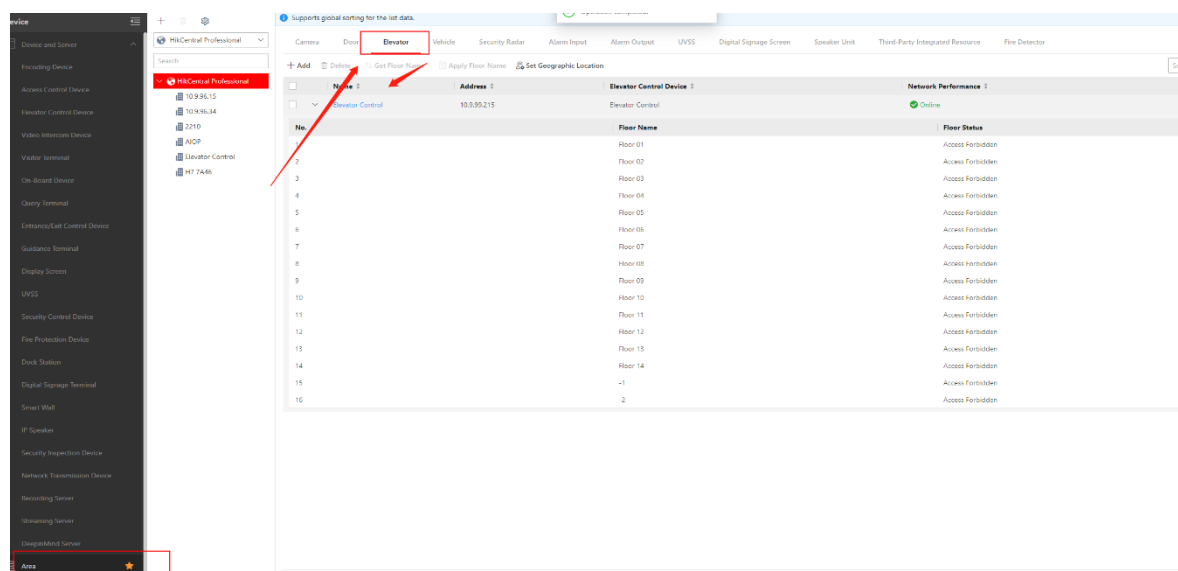 evice
Device and Server
Encoding Device
Access Control Device
Elevator Control Device
Video Intercom Device
Visitor Terminal
On-Board Device
Query Terminal
Entrance/Exit Control Device
Guidance Terminal
Display Screen
UVSS
Security Control Device
Fire Protection Device
Dock Station
Digital Signage Terminal
Smart Wall
IP Speaker
Security Inspection Device
Network Transmission Device
Recording Server
Streaming Server
DeepinMind Server
Area
HikCentral Professional
Search
HikCentral Professional
10.9.96.15
10.9.96.34
2210
AIOP
Elevator Control
H7 7A46
Supports global sorting for the list data.
Camera Door Elevator Vehicle Security Radar Alarm Input Alarm Output UVSS Digital Signage Screen Speaker Unit Third-Party Integrated Resource Fire Detector
+ Add Delete Get Floor Name Apply Floor Name Set Geographic Location
Name Address Elevator Control Device Network Performance
Elevator Control 10.9.99.215 Elevator Control Online
No. Floor Name Floor Status
1 Floor 01 Access Forbidden
2 Floor 02 Access Forbidden
3 Floor 03 Access Forbidden
4 Floor 04 Access Forbidden
5 Floor 05 Access Forbidden
6 Floor 06 Access Forbidden
7 Floor 07 Access Forbidden
8 Floor 08 Access Forbidden
9 Floor 09 Access Forbidden
10 Floor 10 Access Forbidden
11 Floor 11 Access Forbidden
12 Floor 12 Access Forbidden
13 Floor 13 Access Forbidden
14 Floor 14 Access Forbidden
15 -1 Access Forbidden
16 -2 Access Forbidden